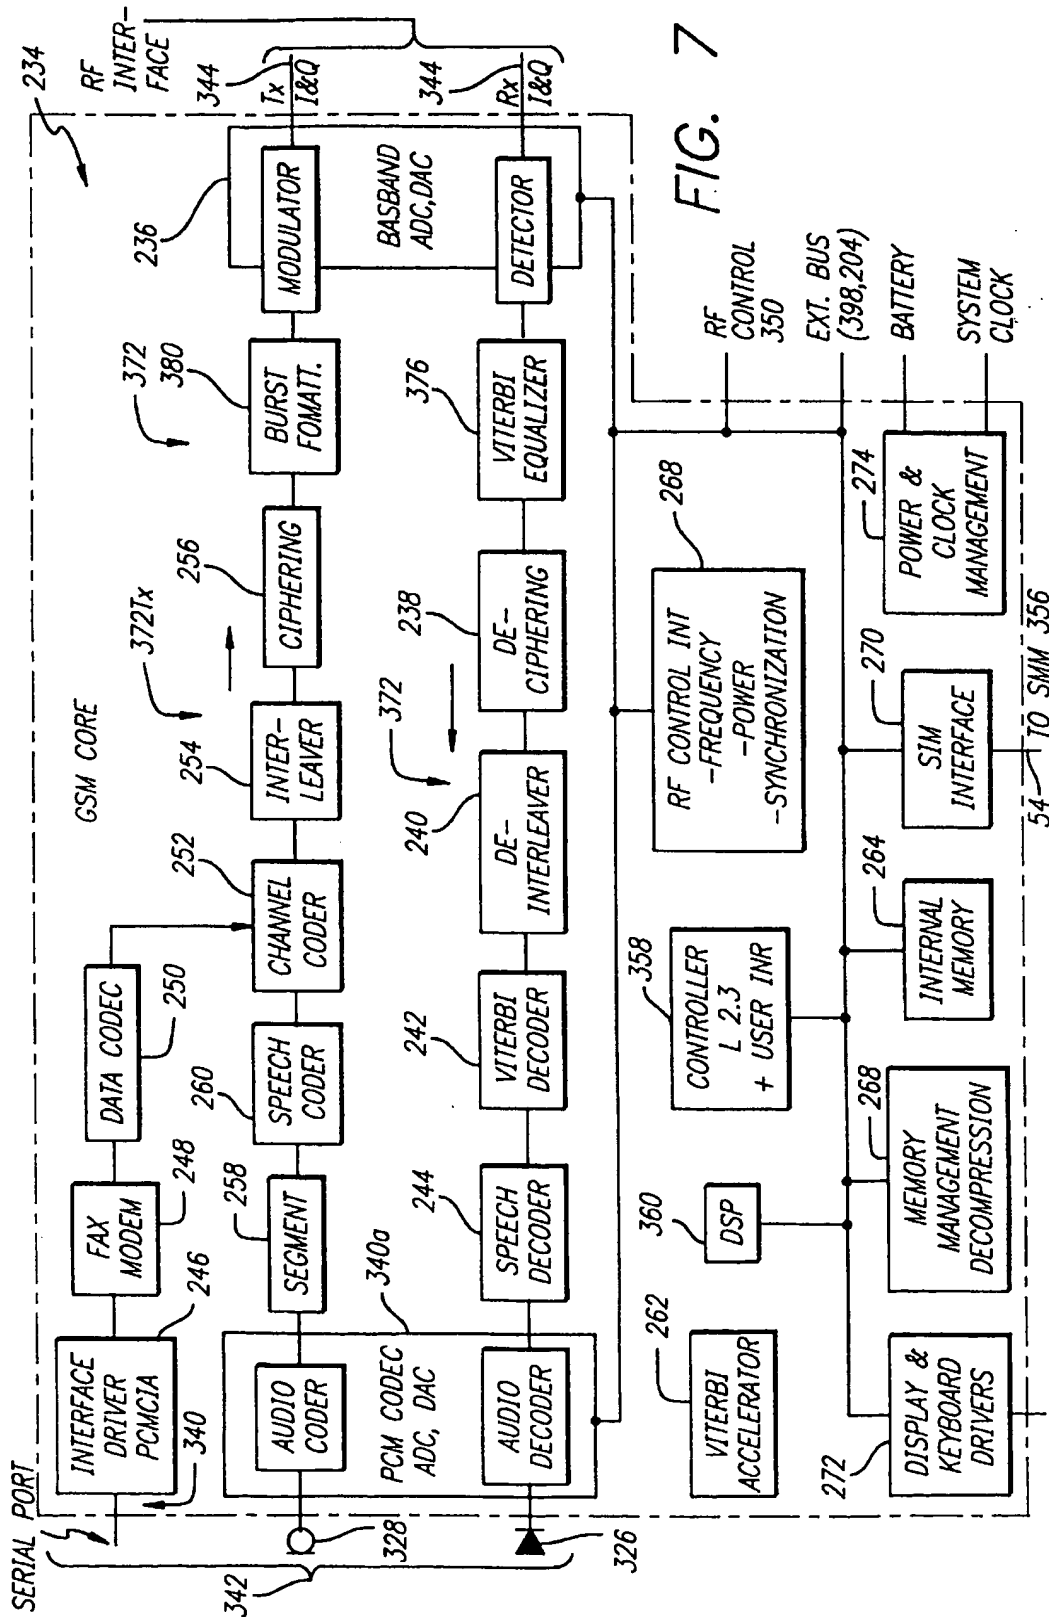 SERIAL PORT
340
INTERFACE
DRIVER
PCMCIA
246
FAX
MODEM
248
DATA CODEC
250
GSM CORE
234
RF
INTER-
FACE
342
328
AUDIO
CODER
SEGMENT
258
SPEECH
CODER
260
CHANNEL
CODER
252
INTER-
LEAVER
254
372Tx
CIPHERING
256
BURST
FOMATT.
372
380
MODULATOR
236
344
Tx
I&Q
PCM CODEC
ADC, DAC
340a
BASBAND
ADC,DAC
326
AUDIO
DECODER
SPEECH
DECODER
244
VITERBI
DECODER
242
DE-
INTERLEAVER
240
372
DE-
CIPHERING
238
VITERBI
EQUALIZER
376
DETECTOR
344
Rx
I&Q
VITERBI
ACCELERATOR
262
DSP
360
CONTROLLER
L 2.3
+ USER INR
358
RF CONTROL INT
-FREQUENCY
-POWER
-SYNCHRONIZATION
268
RF
CONTROL
350
EXT. BUS
(398,204)
BATTERY
SYSTEM
CLOCK
272
DISPLAY &
KEYBOARD
DRIVERS
MEMORY
MANAGEMENT
DECOMPRESSION
268
INTERNAL
MEMORY
264
SIM
INTERFACE
270
POWER &
CLOCK
MANAGEMENT
274
54
TO SMM 356
FIG. 7